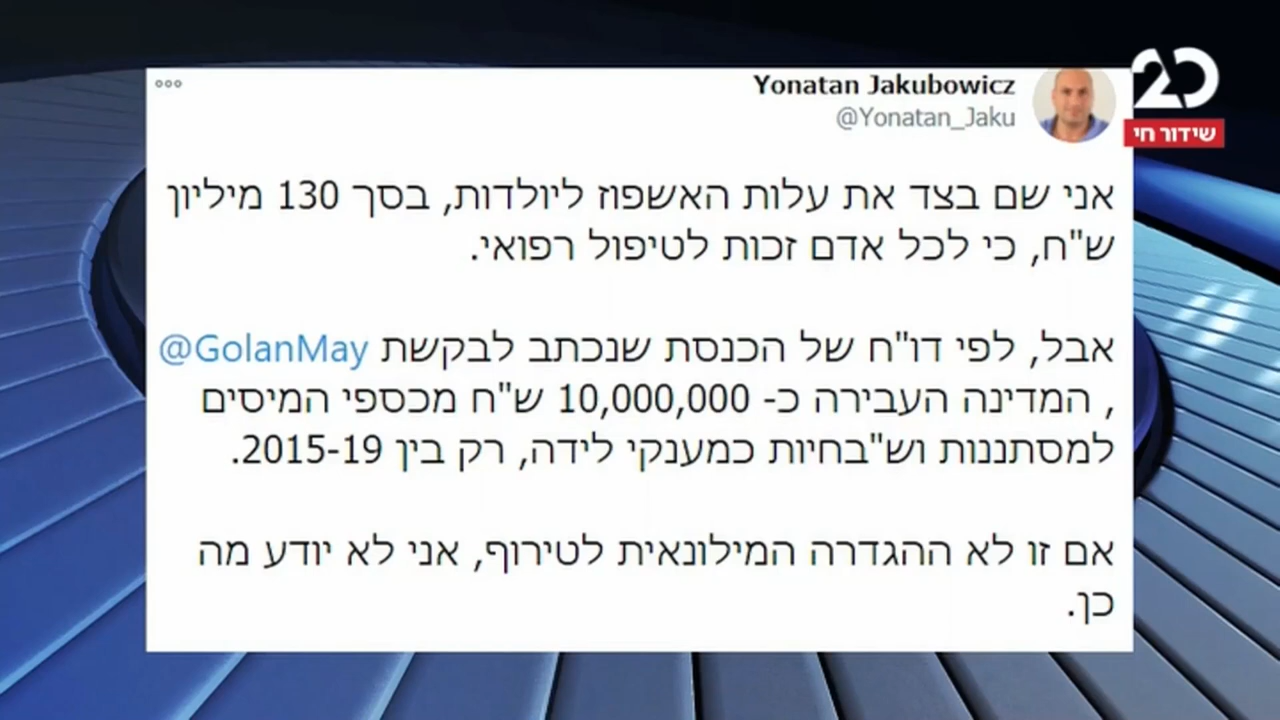 Yonatan Jakubowicz
@Yonatan_Jaku
20
שידור חי
אני שם בצד את עלות האשפוז ליולדות, בסך 130 מיליון
ש"ח, כי לכל אדם זכות לטיפול רפואי.
אבל, לפי דו"ח של הכנסת שנכתב לבקשת @GolanMay
, המדינה העבירה כ- 10,000,000 ש"ח מכספי המיסים
למסתננות וש"בחיות כמענקי לידה, רק בין 2015-19.
אם זו לא ההגדרה המילונאית לטירוף, אני לא יודע מה
כן.